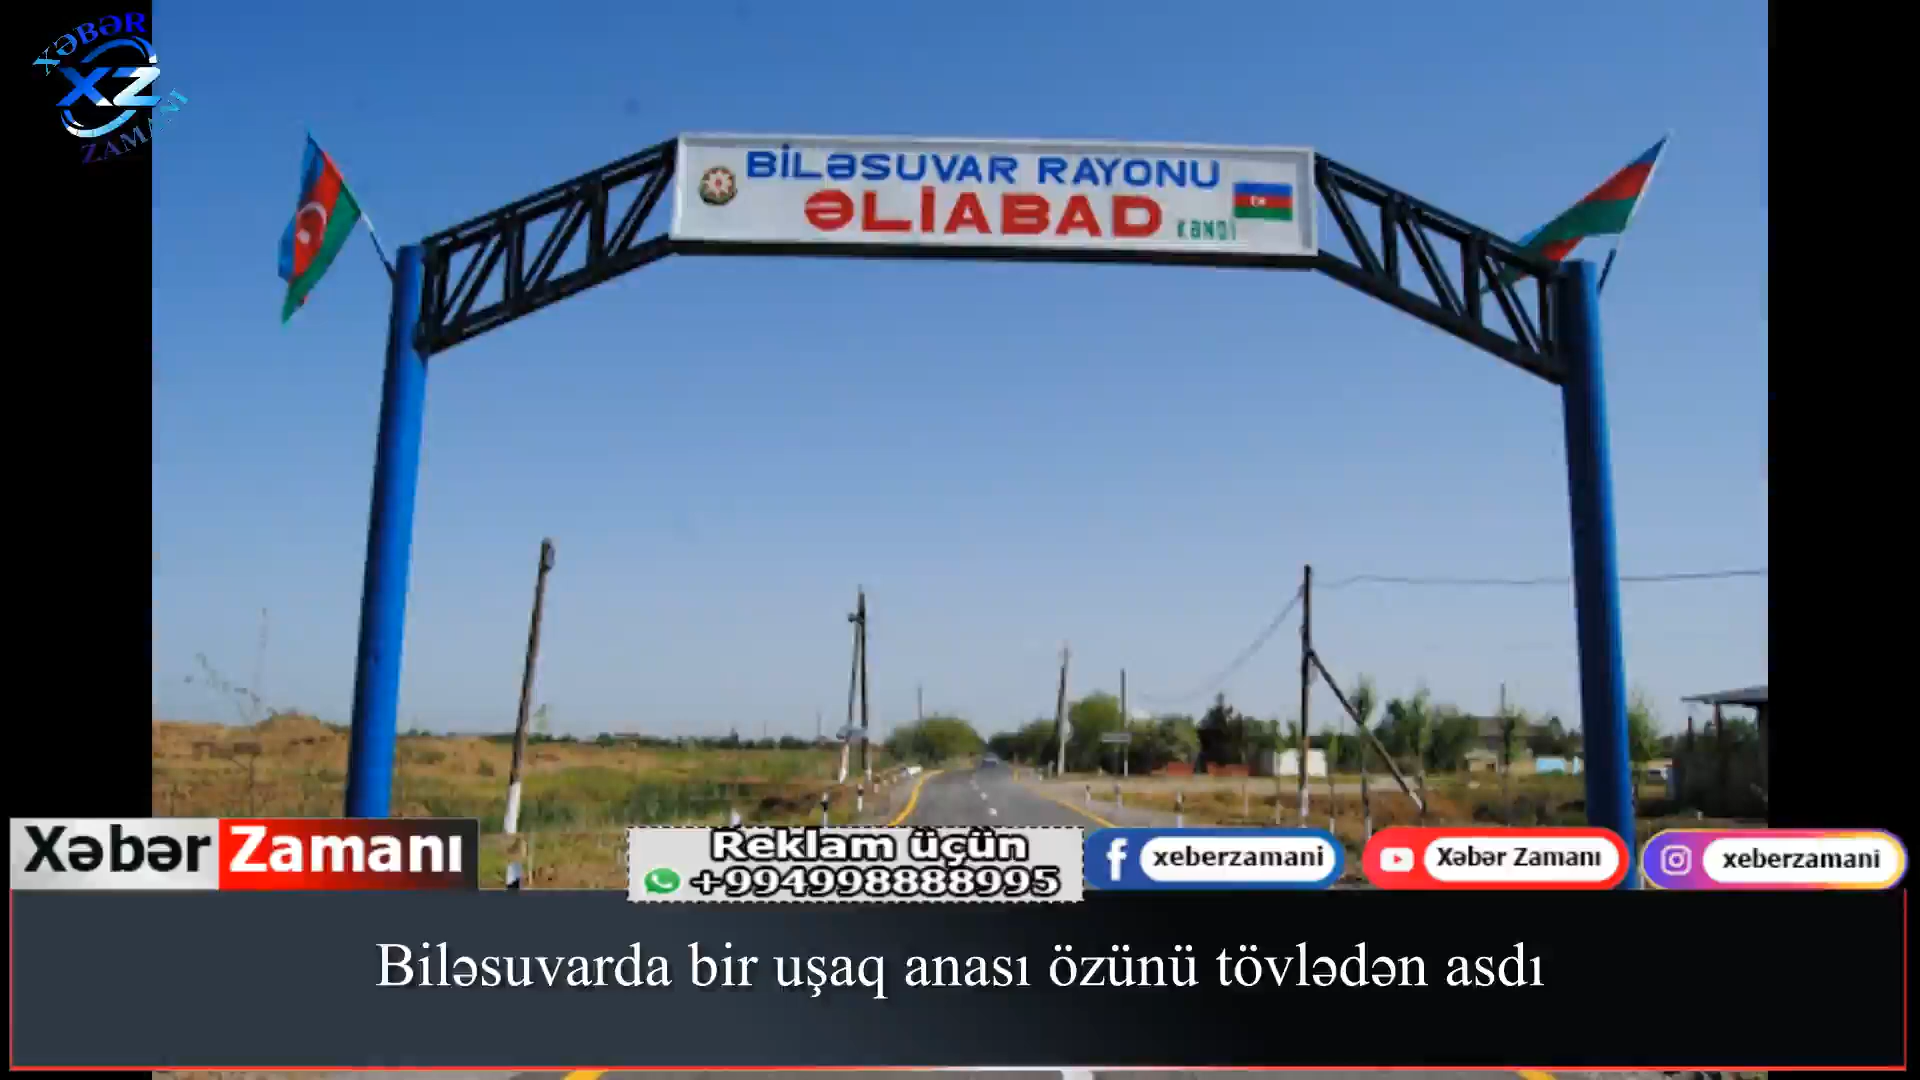 XƏBƏR
XZ
ZAMANI
BİLƏSUVAR RAYONU
ƏLİABAD
KƏNDİ
Xəbər Zamanı
Reklam üçün
+994998888995
xeberzamani
Xəbər Zamanı
xeberzamani
Biləsuvarda bir uşaq anası özünü tövlədən asdı